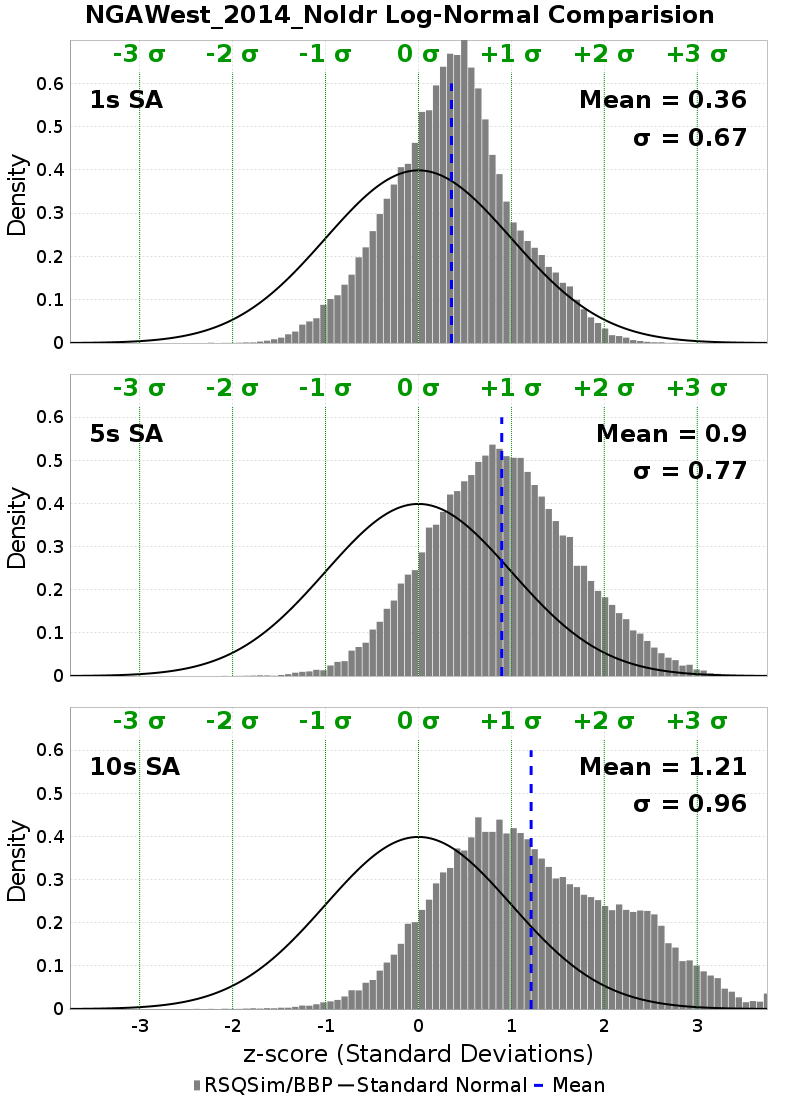 NGAWest_2014_NoIdr Log-Normal Comparision
-3 σ -2 σ -1 σ 0 σ +1 σ +2 σ +3 σ
1s SA
Mean = 0.36
σ = 0.67
0.6
0.5
0.4
0.3
0.2
0.1
0
Density
-3 σ -2 σ -1 σ 0 σ +1 σ +2 σ +3 σ
5s SA
Mean = 0.9
σ = 0.77
0.6
0.5
0.4
0.3
0.2
0.1
0
Density
-3 σ -2 σ -1 σ 0 σ +1 σ +2 σ +3 σ
10s SA
Mean = 1.21
σ = 0.96
0.6
0.5
0.4
0.3
0.2
0.1
0
Density
-3 -2 -1 0 1 2 3
z-score (Standard Deviations)
RSQSim/BBP Standard Normal Mean